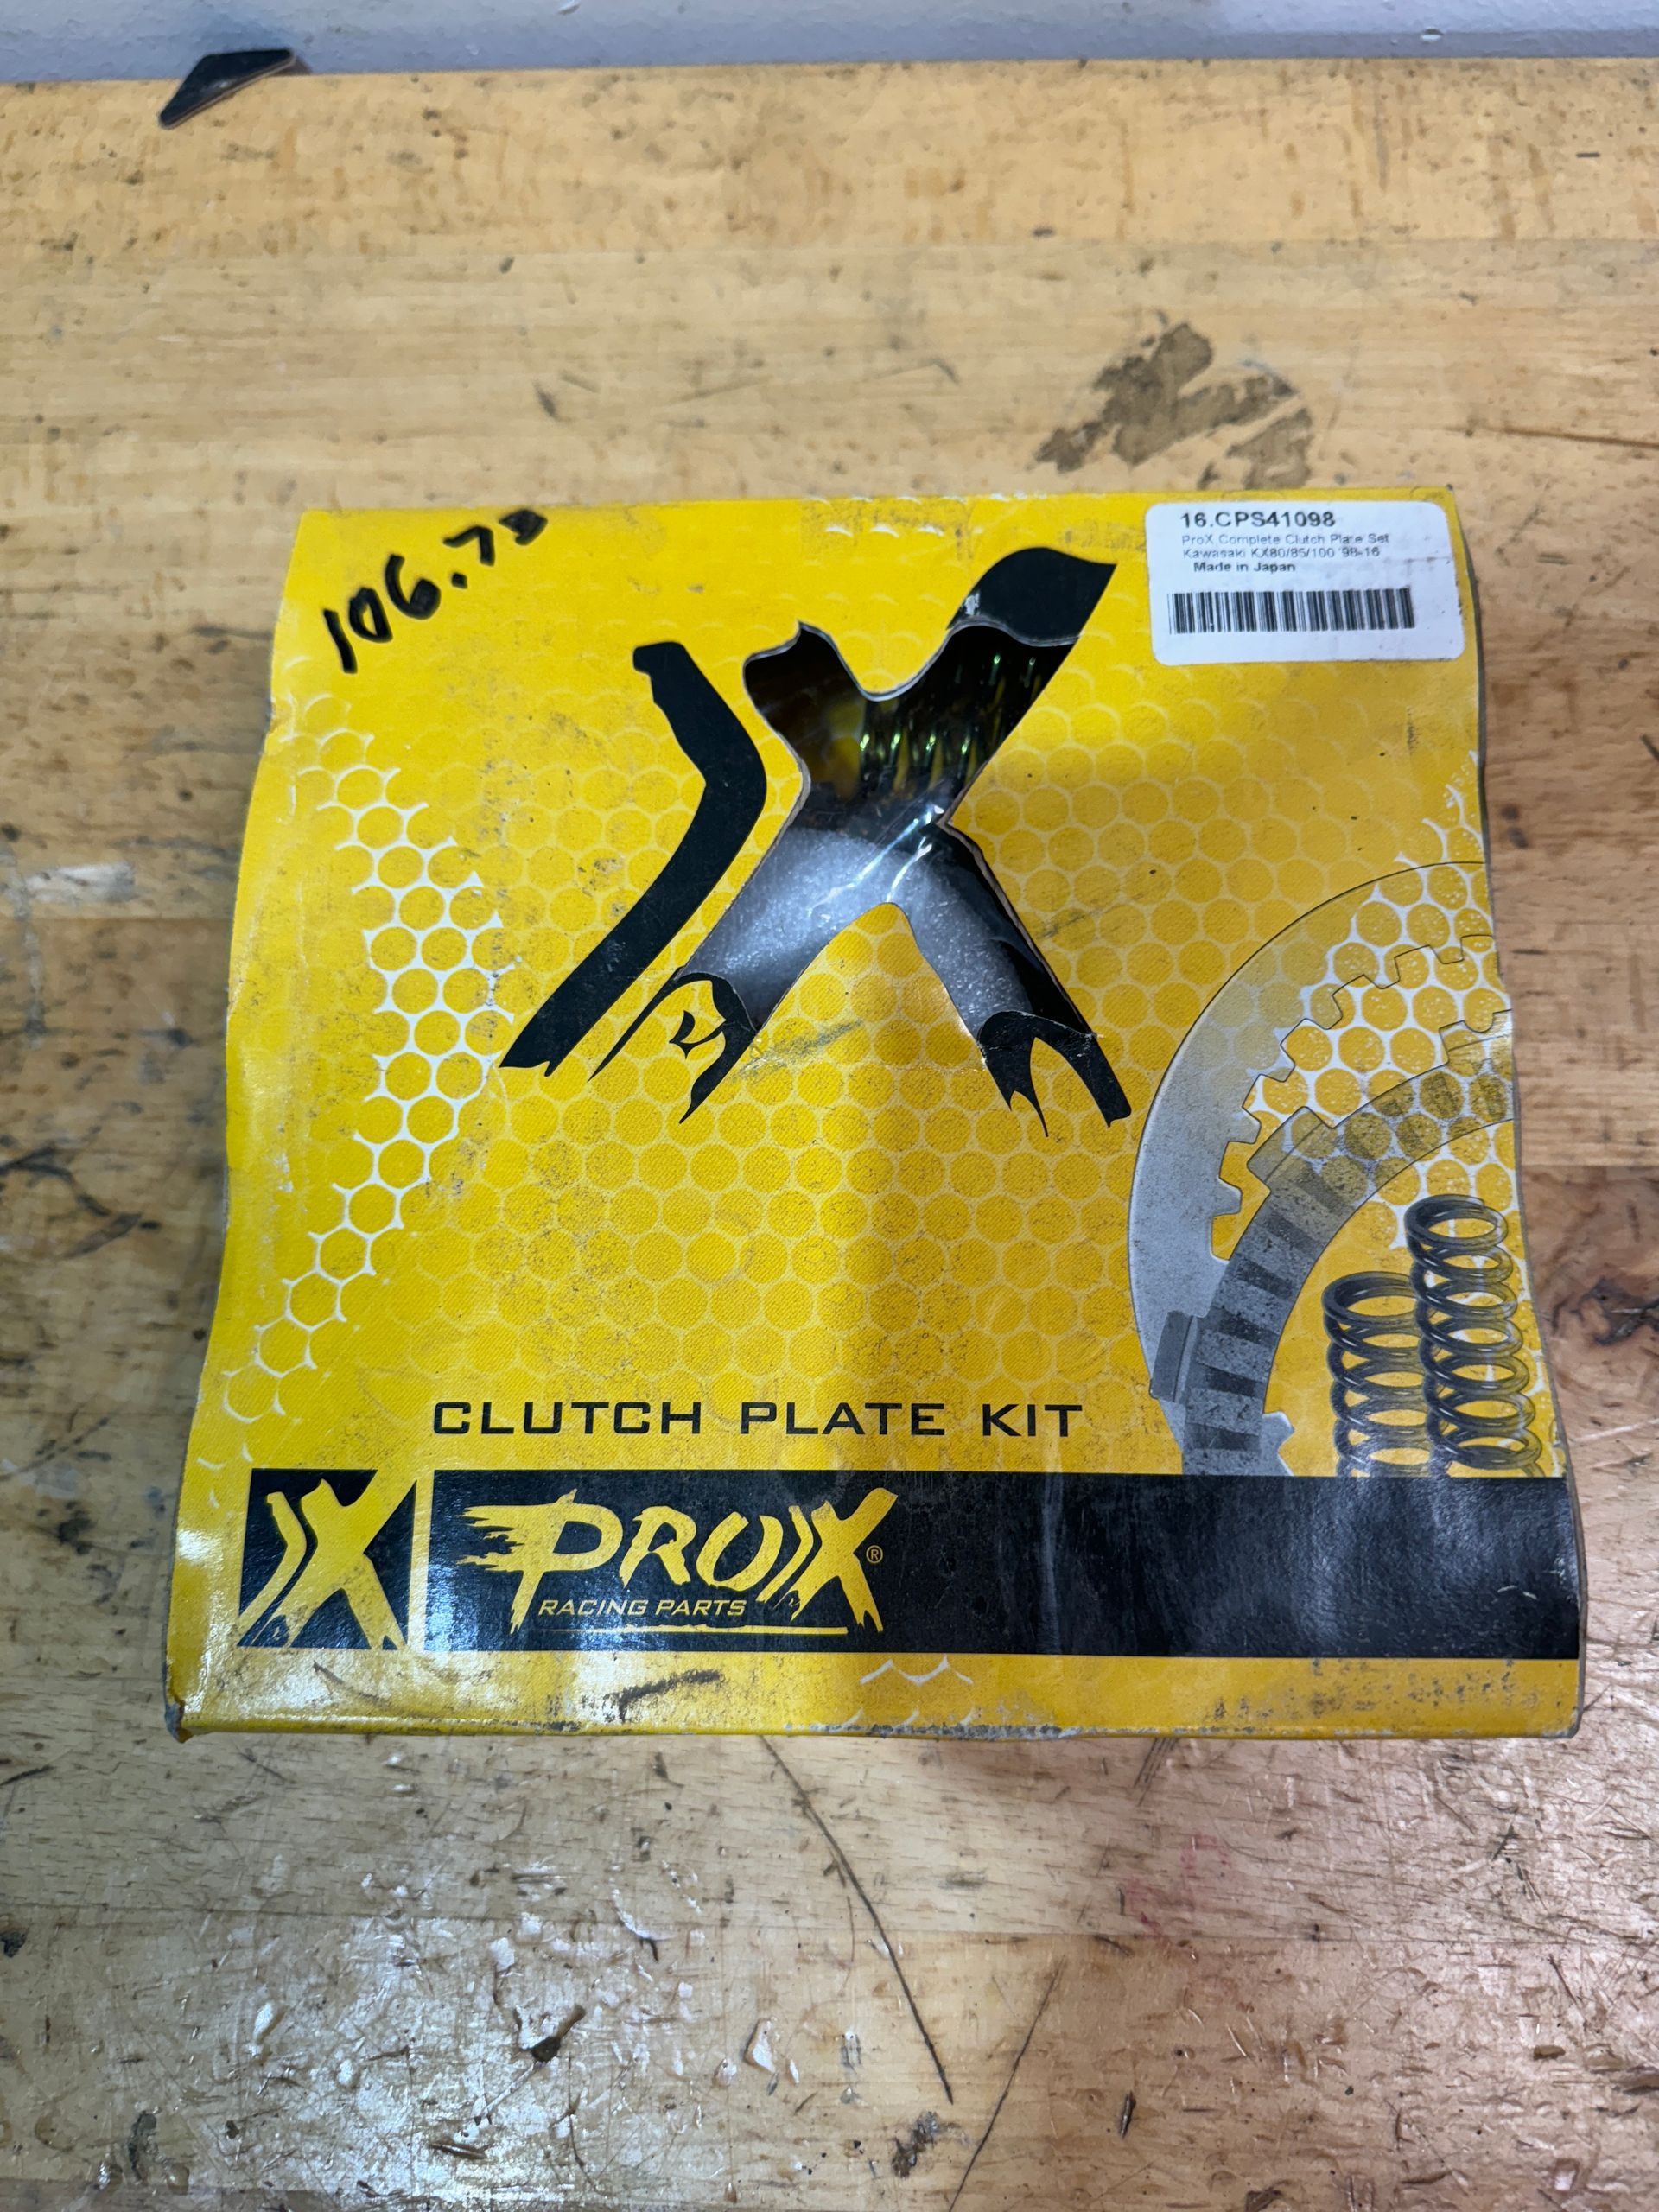 106.73
16.CPS41098
ProX Complete Clutch Plate Set
Kawasaki KX80/85/100 '98-16
Made in Japan
CLUTCH PLATE KIT
PROX®
RACING PARTS